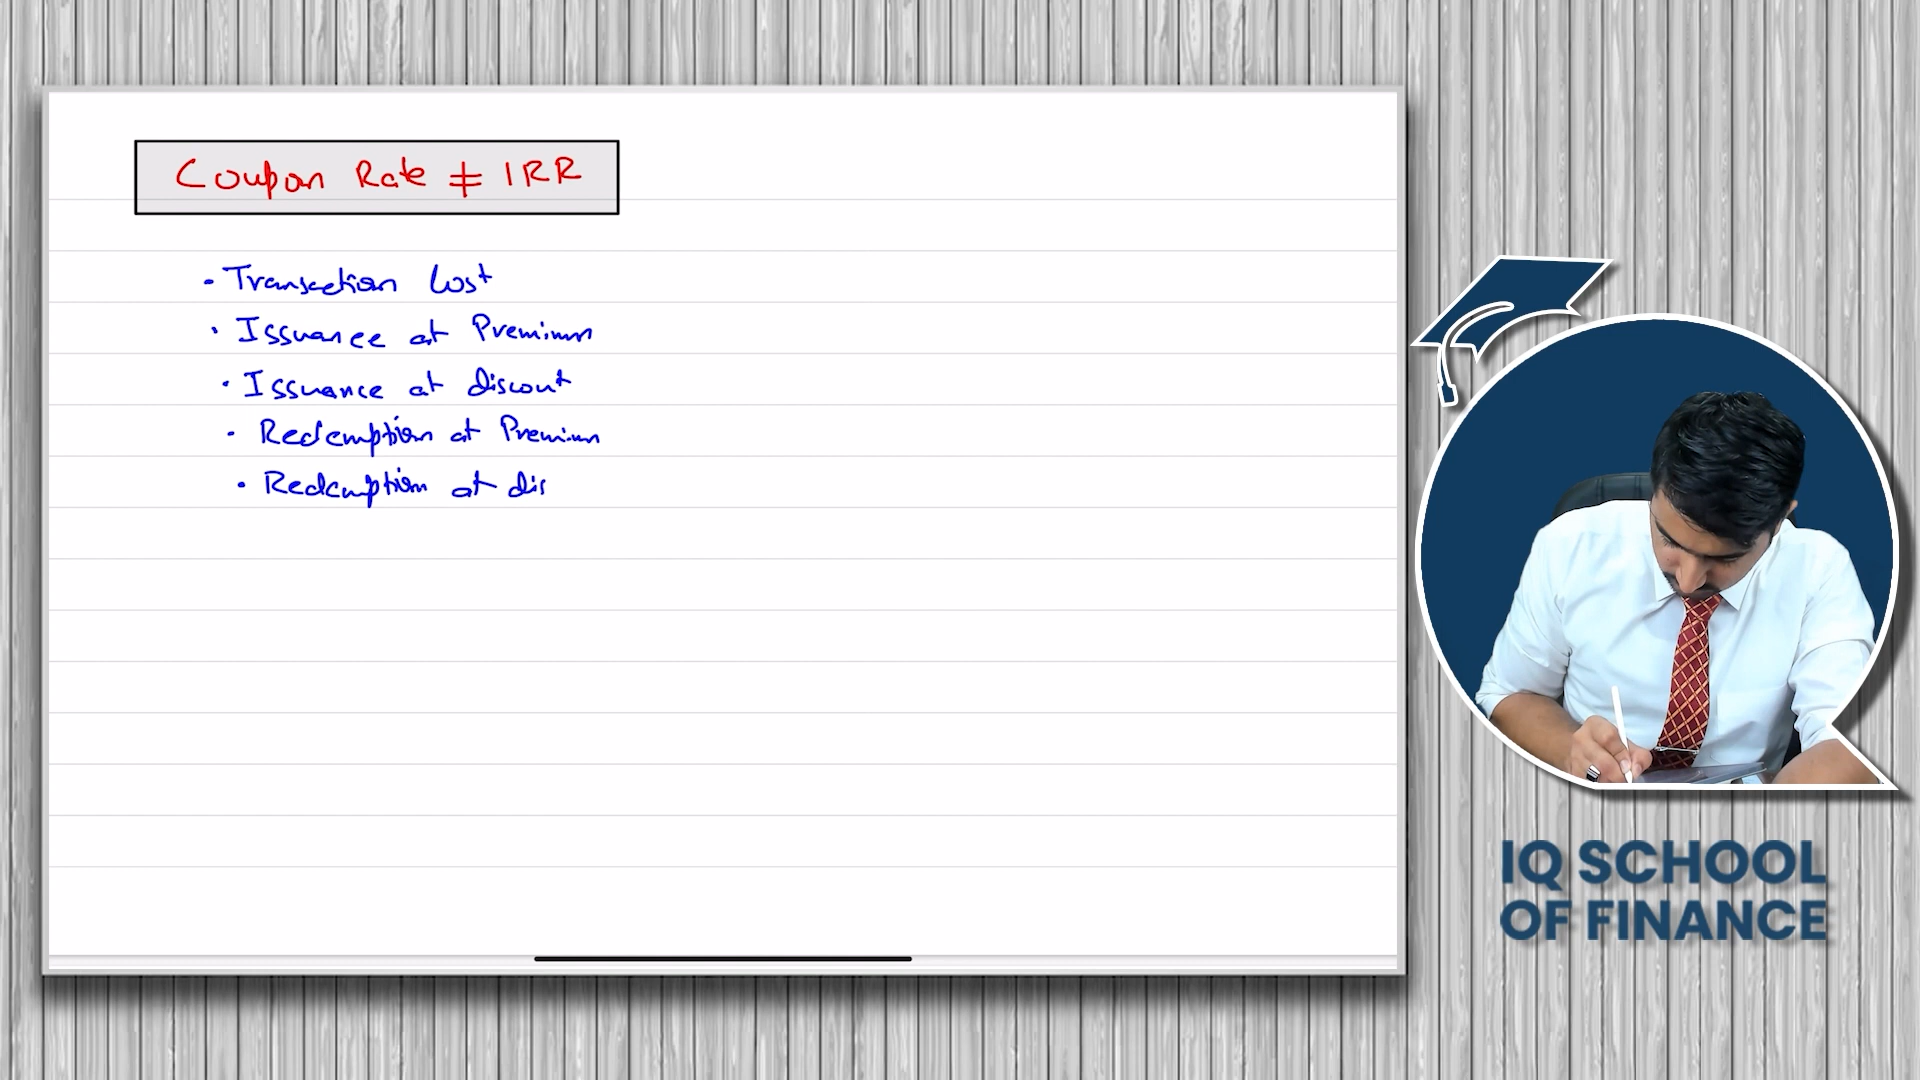 Coupon Rate ≠ IRR
• Transaction Cost
• Issuance at Premium
• Issuance at discount
• Redemption at Premium
• Redemption at dis
IQ SCHOOL
OF FINANCE